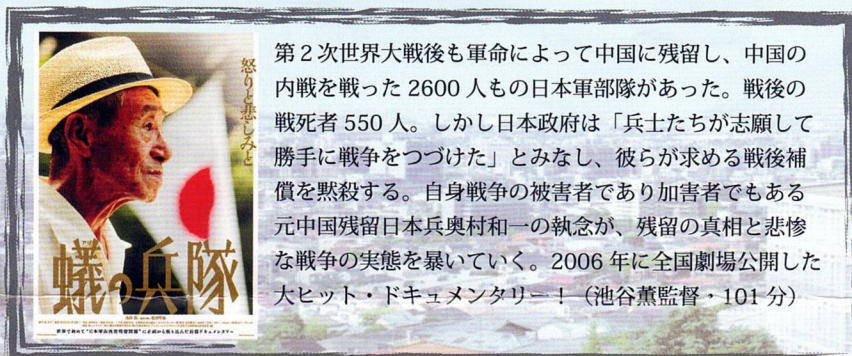 怒りと悲しみと
蟻の兵隊
第2次世界大戦後も軍命によって中国に残留し、中国の
内戦を戦った 2600 人もの日本軍部隊があった。戦後の
戦死者 550 人。しかし日本政府は「兵士たちが志願して
勝手に戦争をつづけた」とみなし、彼らが求める戦後補
償を黙殺する。自身戦争の被害者であり加害者でもある
元中国残留日本兵奥村和一の執念が、残留の真相と悲惨
な戦争の実態を暴いていく。2006 年に全国劇場公開した
大ヒット・ドキュメンタリー！（池谷薫監督・101 分）